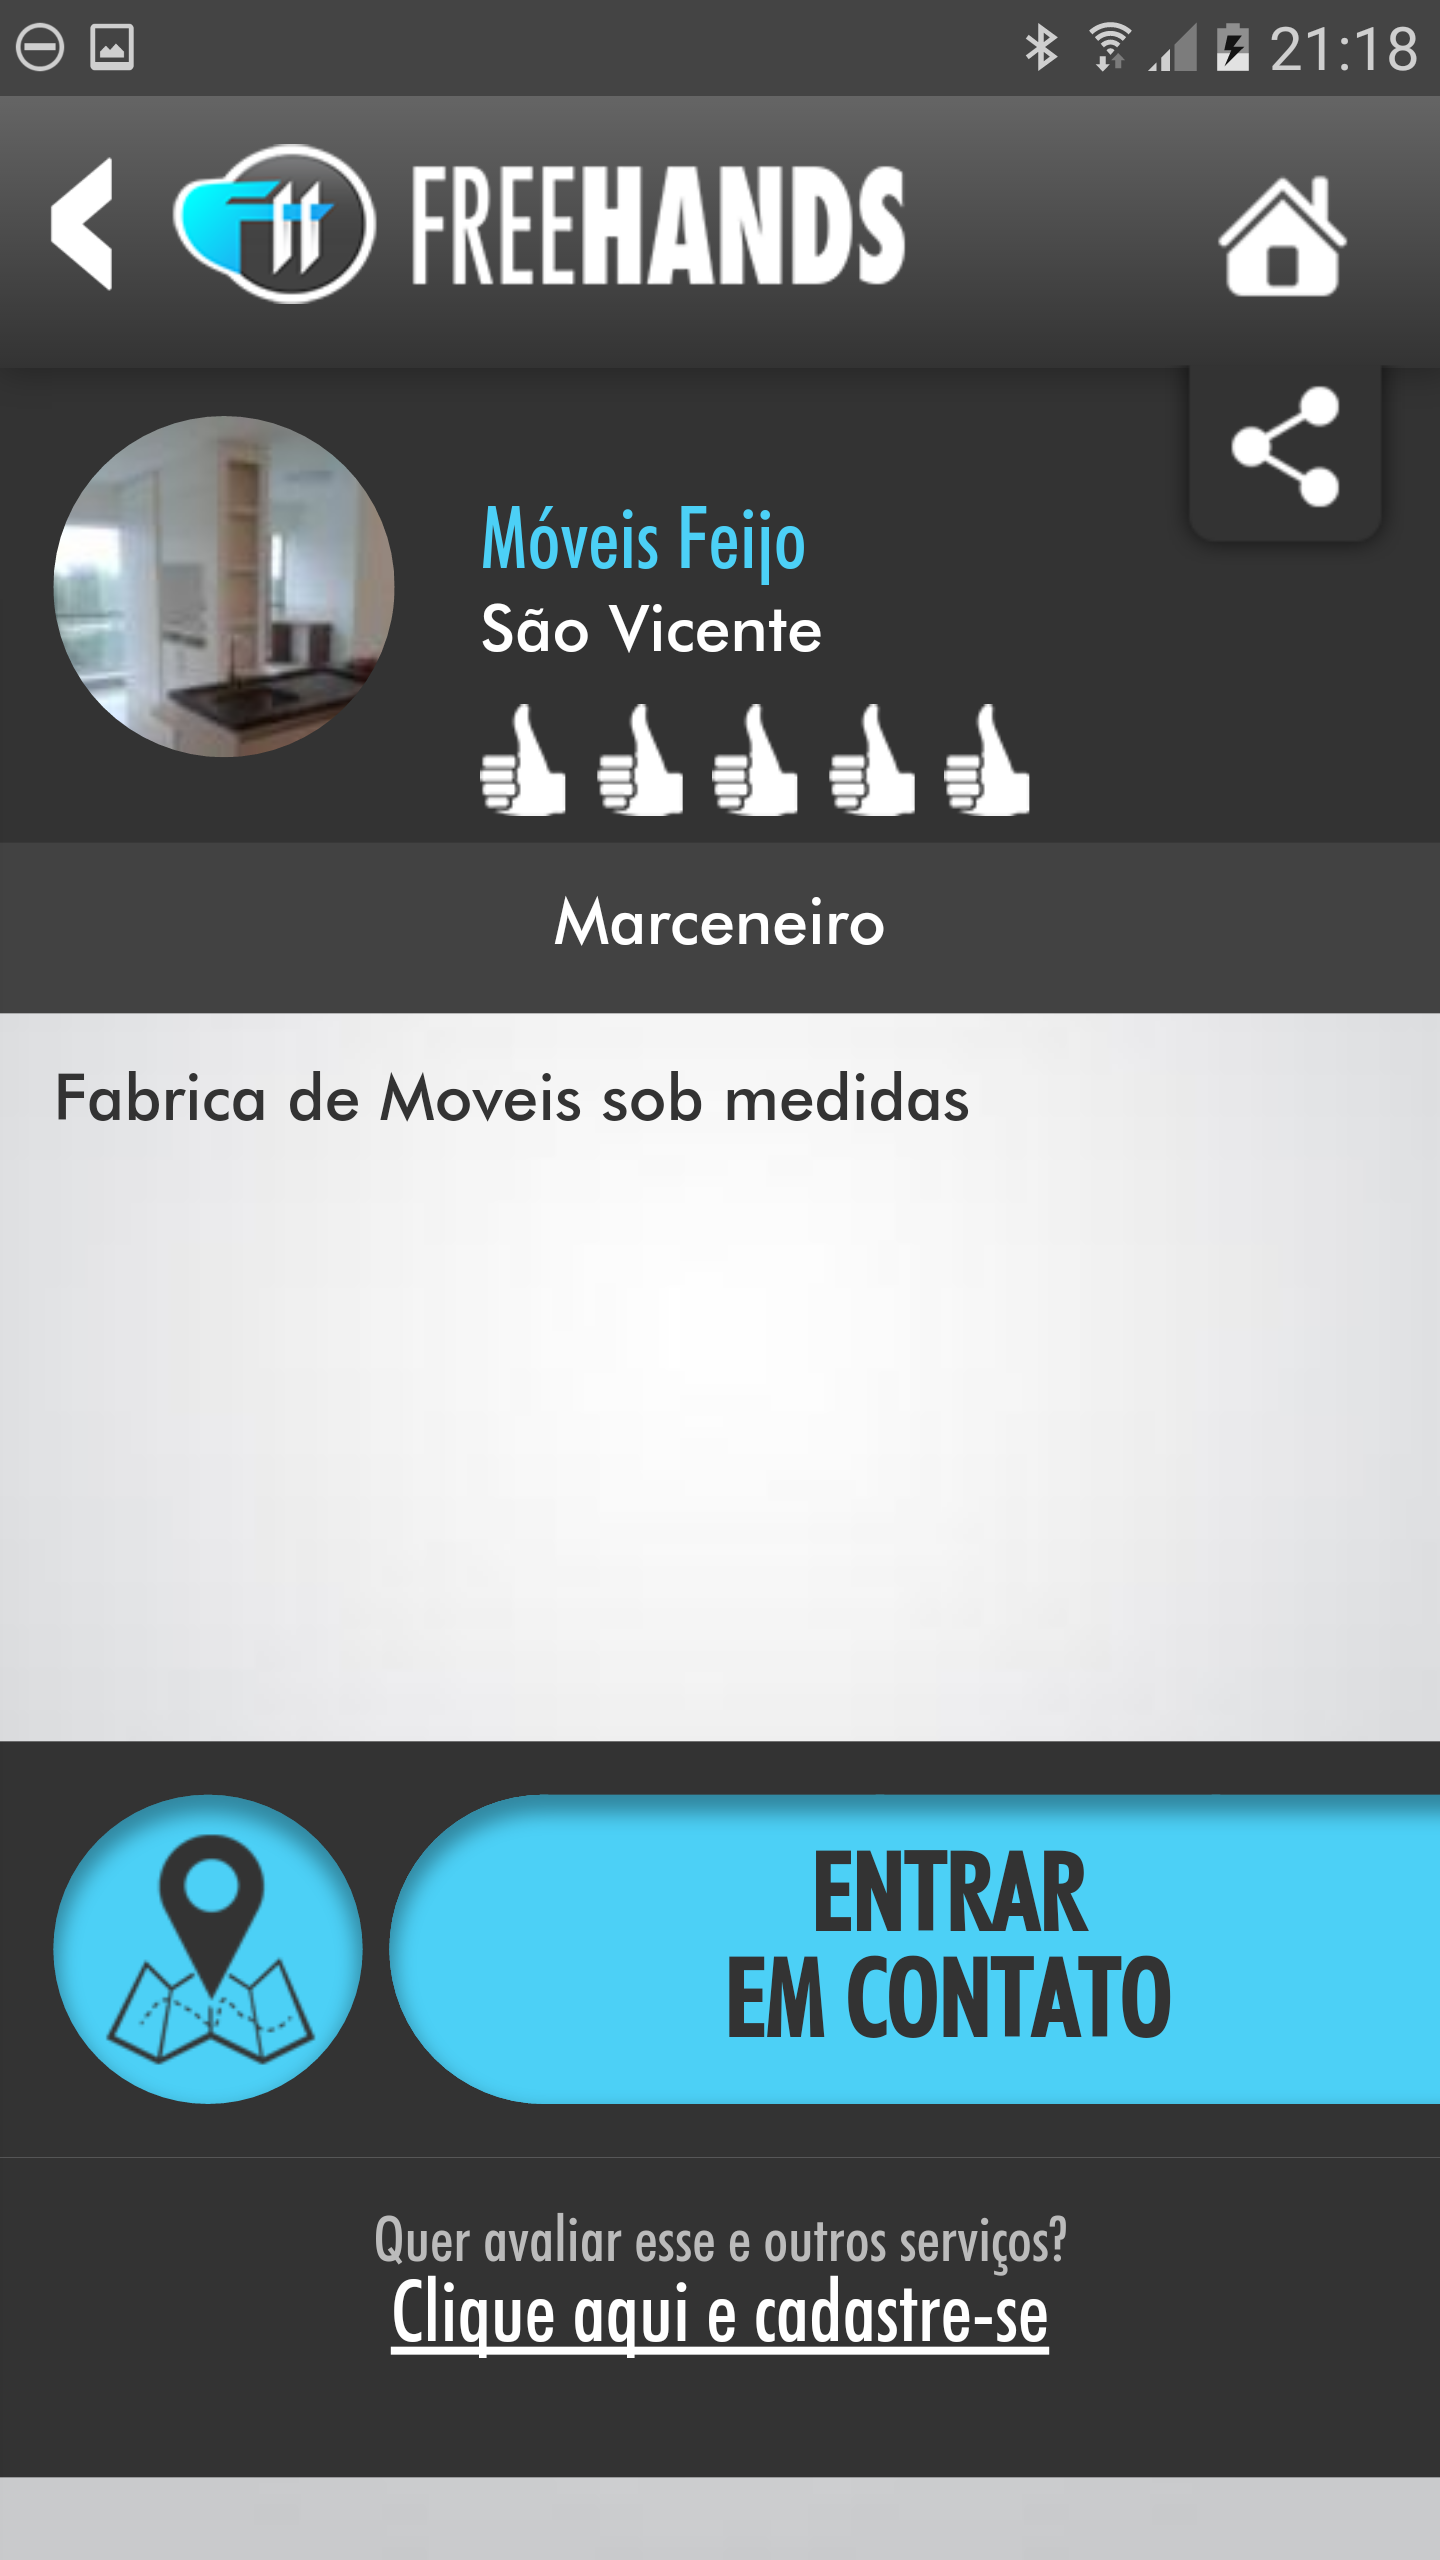 21:18
FREEHANDS
Móveis Feijo
São Vicente
Marceneiro
Fabrica de Moveis sob medidas
ENTRAR
EM CONTATO
Quer avaliar esse e outros serviços?
Clique aqui e cadastre-se